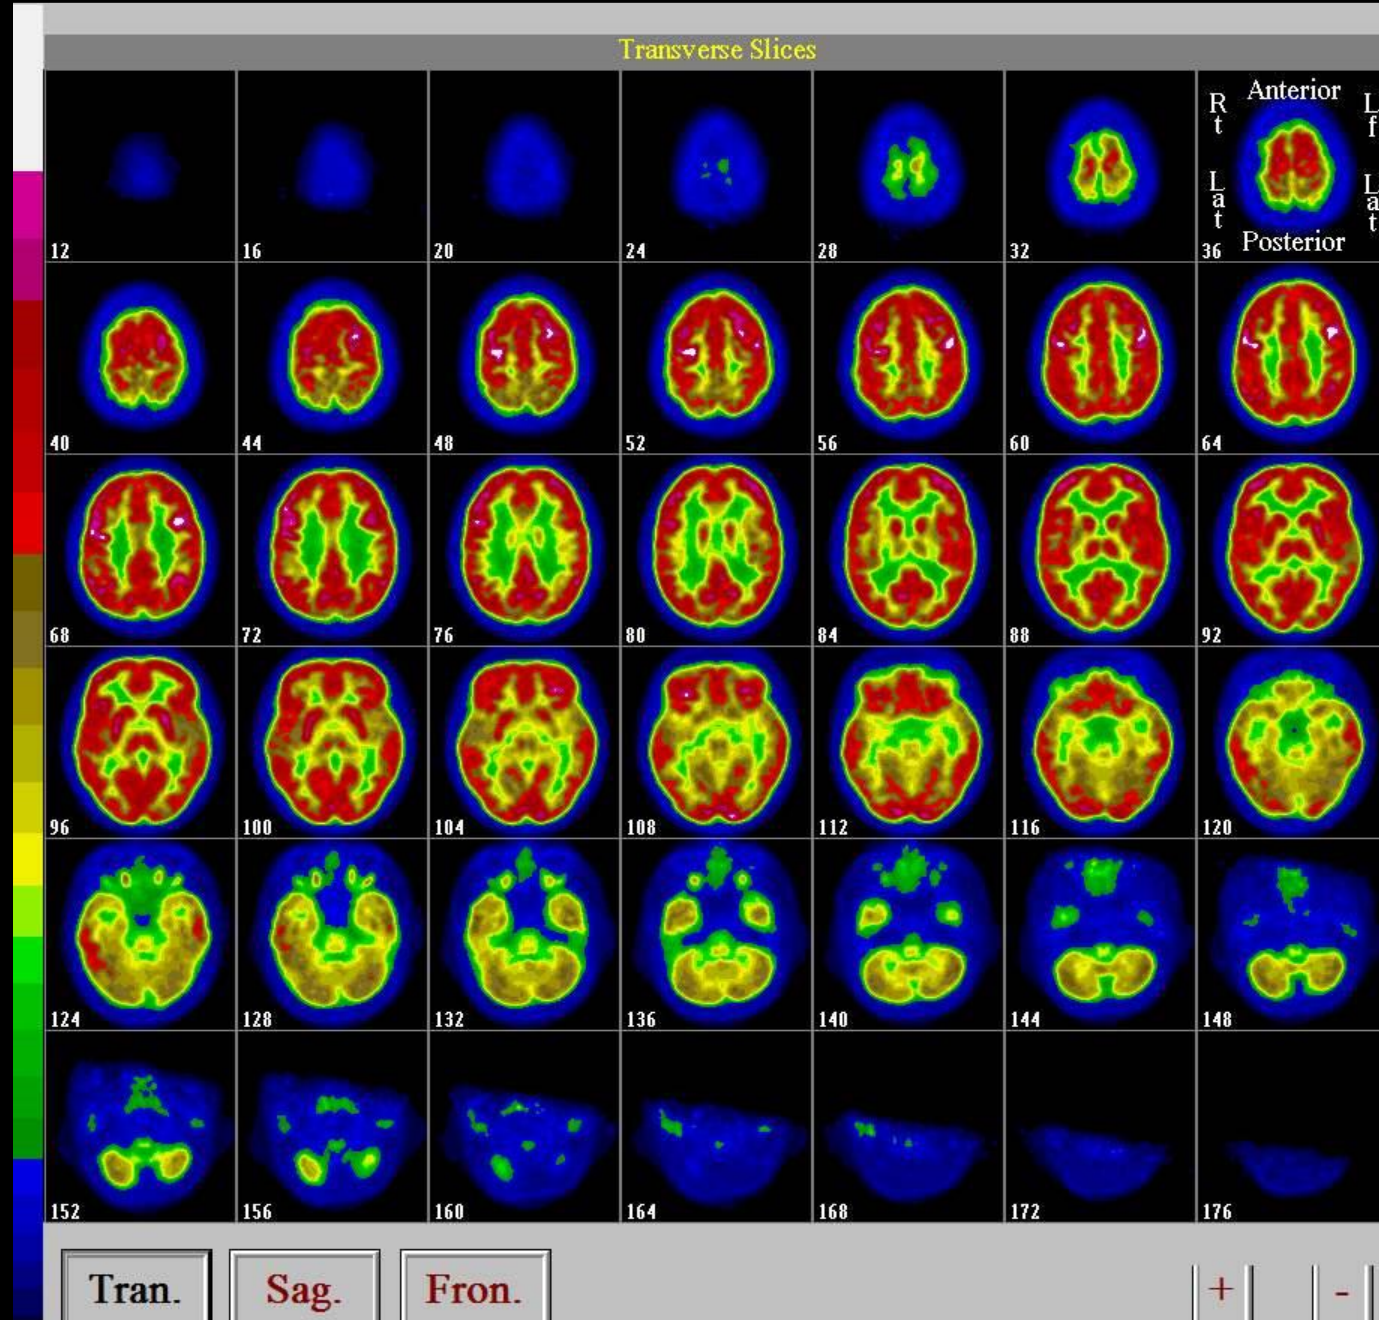 Transverse Slices
12 16 20 24 28 32 36
Rt Lat
Anterior
Posterior
Lf Lat
40 44 48 52 56 60 64
68 72 76 80 84 88 92
96 100 104 108 112 116 120
124 128 132 136 140 144 148
152 156 160 164 168 172 176
Tran. Sag. Fron. + -